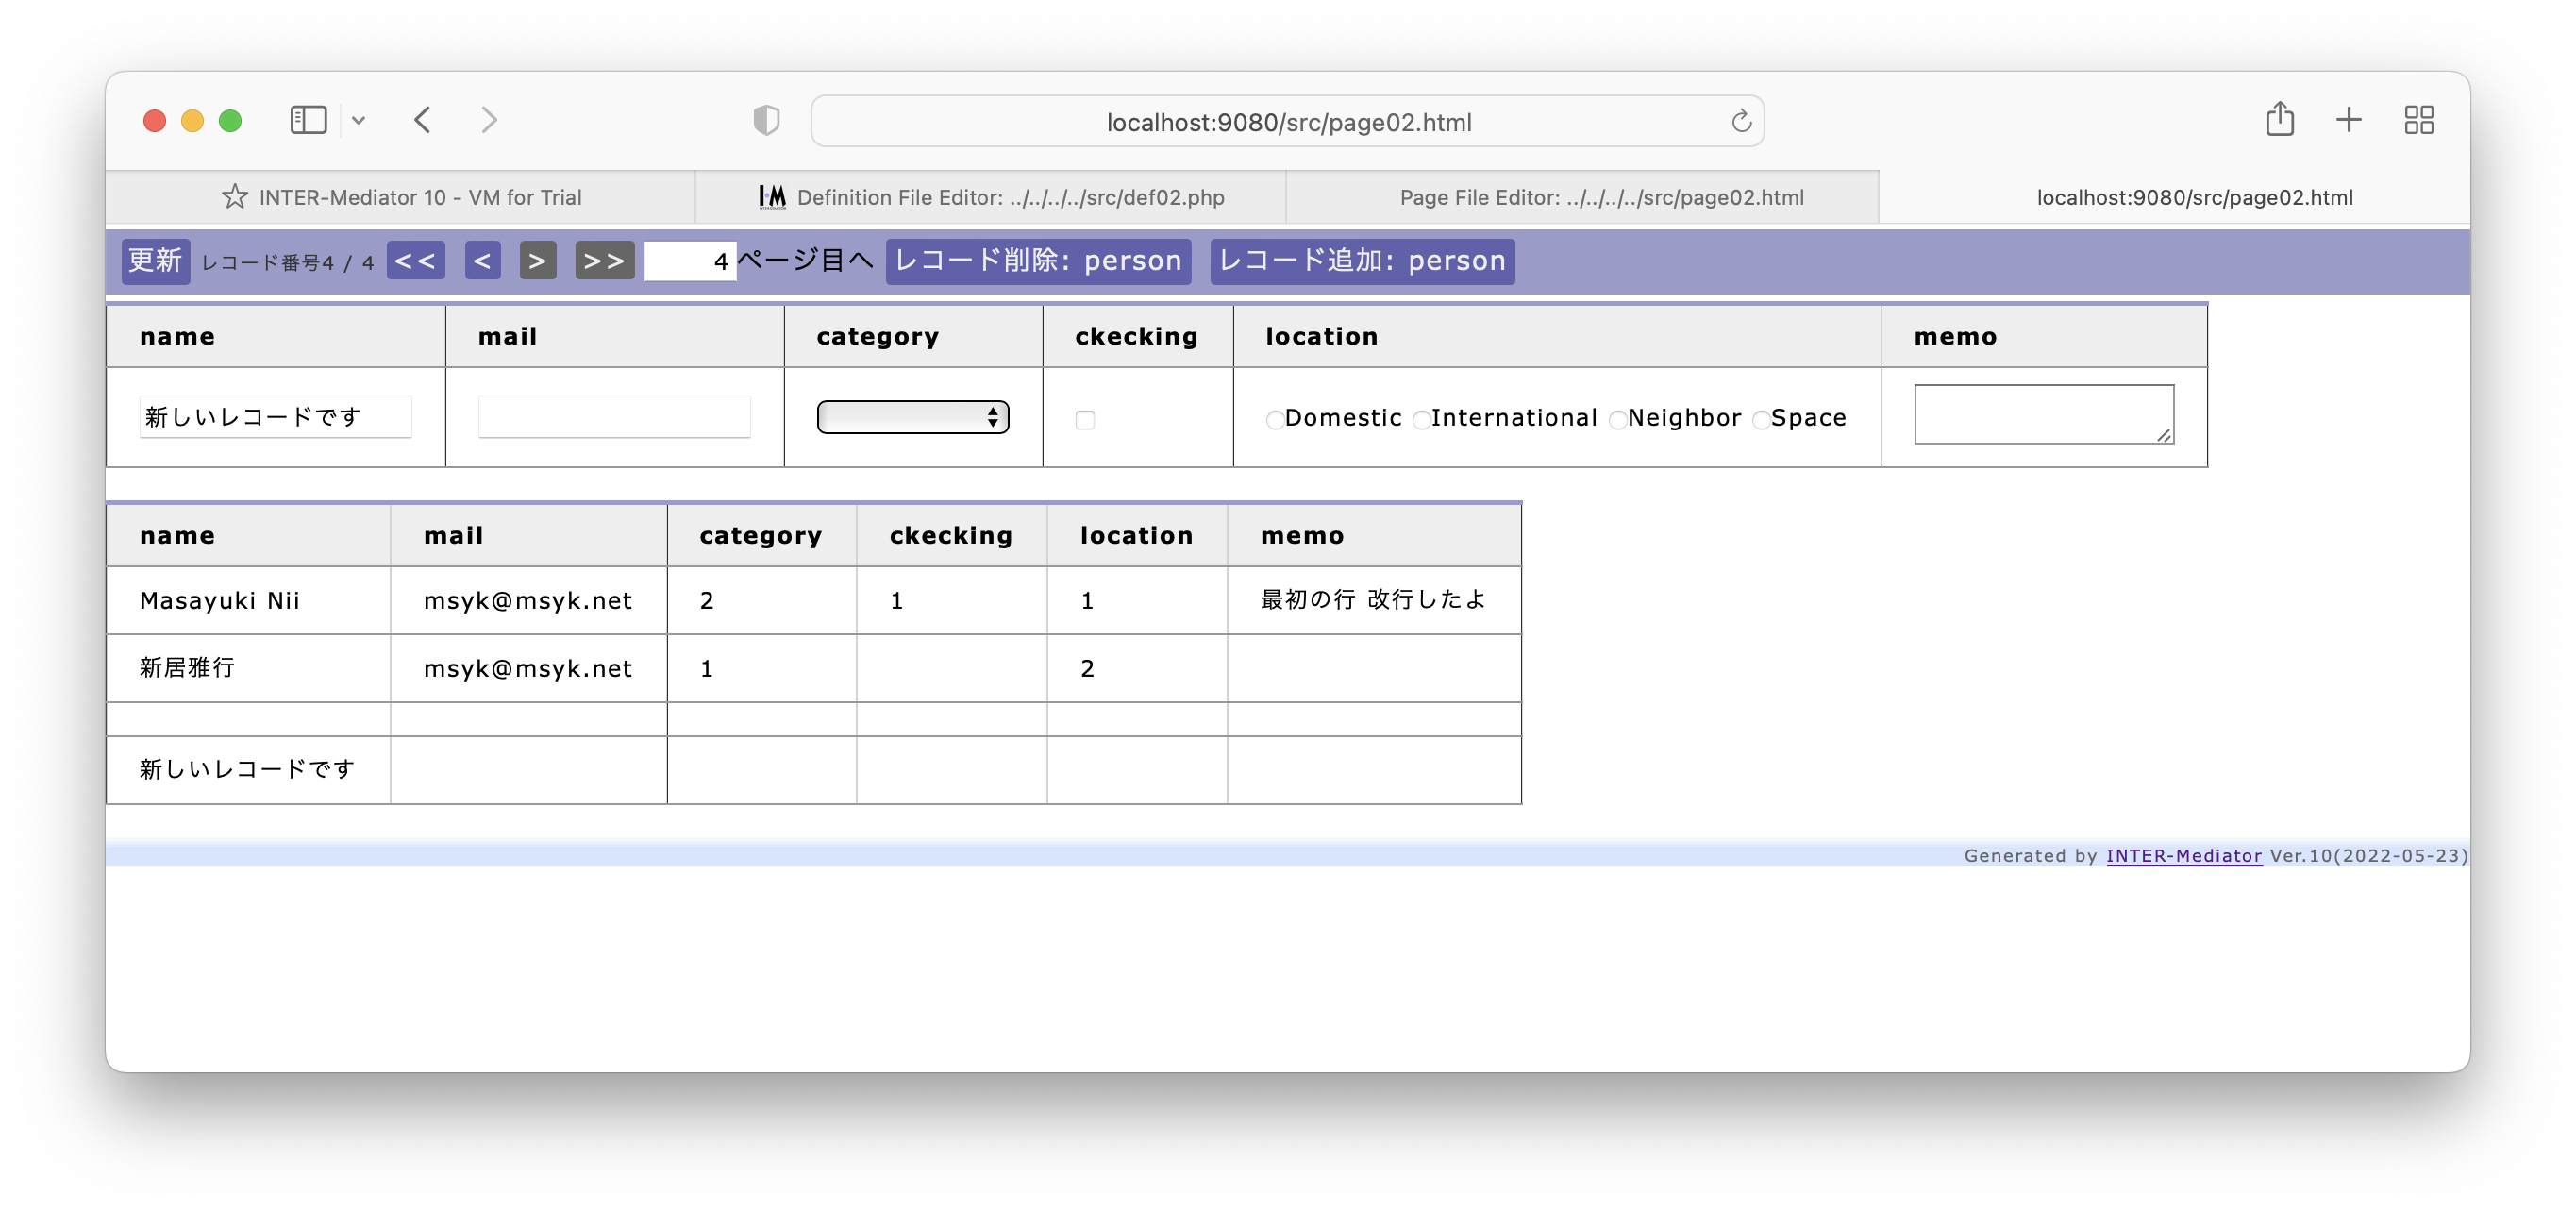 localhost:9080/src/page02.html
INTER-Mediator 10 - VM for Trial
I•M Definition File Editor: ../../../../src/def02.php
Page File Editor: ../../../../src/page02.html
localhost:9080/src/page02.html
更新 レコード番号4 / 4 << < > >> 4 ページ目へ レコード削除: person レコード追加: person
name mail category ckecking location memo
新しいレコードです Domestic International Neighbor Space
name mail category ckecking location memo
Masayuki Nii msyk@msyk.net 2 1 1 最初の行 改行したよ
新居雅行 msyk@msyk.net 1 2
新しいレコードです
Generated by INTER-Mediator Ver.10(2022-05-23)